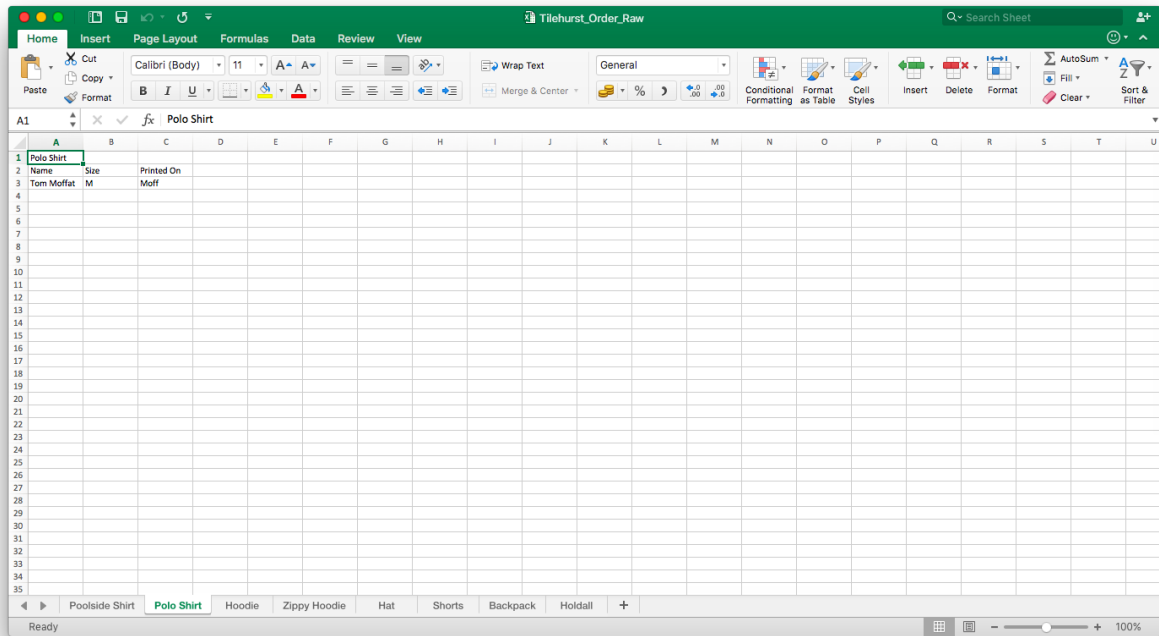 Tilehurst_Order_Raw
Search Sheet
Home Insert Page Layout Formulas Data Review View
Paste
Cut
Copy
Format
Calibri (Body) 11 A A
B I U A
Wrap Text
Merge & Center
General
% .0 .00 .00 .0
Conditional Formatting
Format as Table
Cell Styles
Insert
Delete
Format
AutoSum
Fill
Clear
Sort & Filter
A1 fx Polo Shirt
A B C D E F G H I J K L M N O P Q R S T U
1 Polo Shirt
2 Name Size Printed On
3 Tom Moffat M Moff
4
5
6
7
8
9
10
11
12
13
14
15
16
17
18
19
20
21
22
23
24
25
26
27
28
29
30
31
32
33
34
35
Poolside Shirt Polo Shirt Hoodie Zippy Hoodie Hat Shorts Backpack Holdall +
Ready
100%